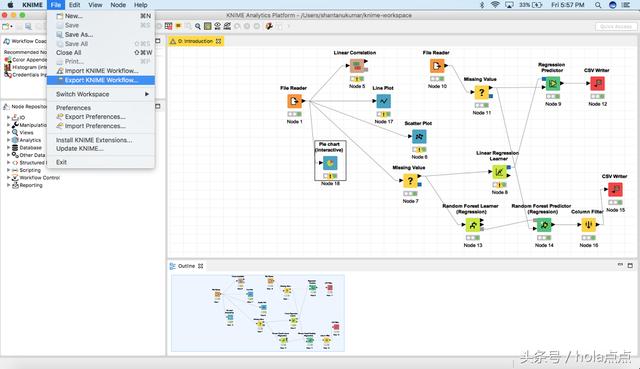 KNIME File Edit View Node Help
33% Fri 5:57 PM
KNIME Analytics Platform - /Users/shantanukumar/knime-workspace
New... ⌘N
Save ⌘S
Save As...
Save All ⇧⌘S
Close All ⇧⌘W
Print... ⌘P
Import KNIME Workflow...
Export KNIME Workflow...
Switch Workspace
Preferences
Export Preferences...
Import Preferences...
Install KNIME Extensions...
Update KNIME...
Exit
Workflow Coac
Recommended No
Color Appende
Histogram (inte
Credentials Inp
Node Reposito
IO
Manipulatio
Views
Analytics
Database
Other Data
Structured
Scripting
Workflow Control
Reporting
0: Introduction
Linear Correlation
Node 5
File Reader
Node 10
Regression
Predictor
Node 9
CSV Writer
Node 12
Missing Value
Node 11
File Reader
Node 1
Line Plot
Node 17
Scatter Plot
Node 6
Pie chart
(interactive)
Node 18
Missing Value
Node 7
Linear Regression
Learner
Node 8
CSV Writer
Node 15
Random Forest Learner
(Regression)
Node 13
Random Forest Predictor
(Regression)
Node 14
Column Filter
Node 16
Outline
头条号/hola点点